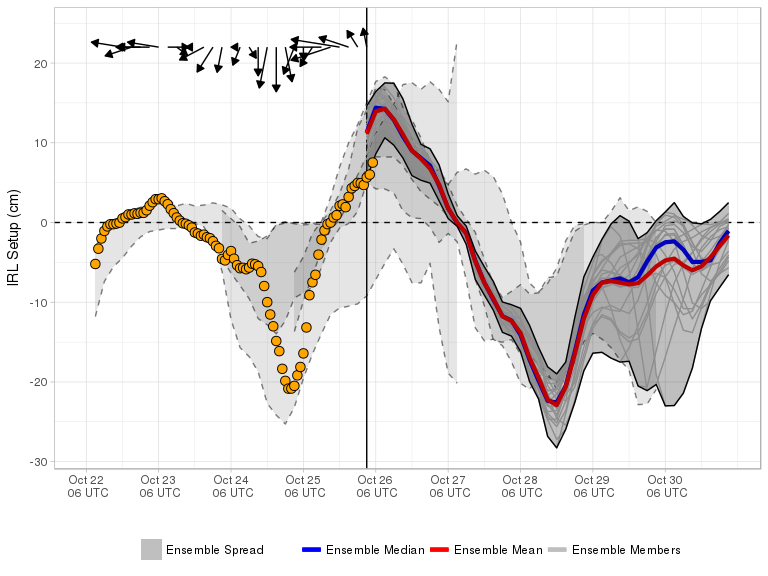 IRL Setup (cm)
20
10
0
-10
-20
-30
Oct 22 Oct 23 Oct 24 Oct 25 Oct 26 Oct 27 Oct 28 Oct 29 Oct 30
06 UTC 06 UTC 06 UTC 06 UTC 06 UTC 06 UTC 06 UTC 06 UTC 06 UTC
Ensemble Spread Ensemble Median Ensemble Mean Ensemble Members